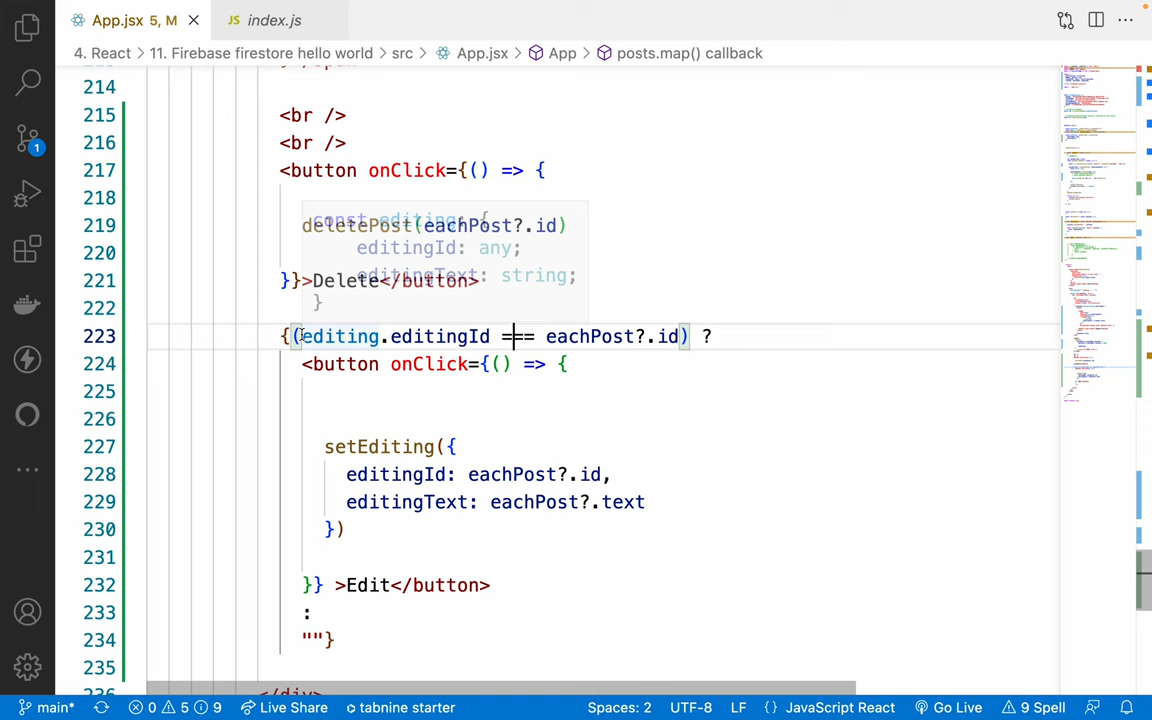 App.jsx 5, M
JS index.js
4. React > 11. Firebase firestore hello world > src > App.jsx > App > posts.map() callback
214
215 <br />
216 <br />
217 <button onClick={() => {
218
const editing: {
219 deletePost(eachPost?.id)
editingId: any;
220
editingText: string;
221 }}>Delete</button>
}
222
223 {(editing.editingId === eachPost?.id) ?
224 <button onClick={() => {
225
226
227 setEditing({
228 editingId: eachPost?.id,
229 editingText: eachPost?.text
230 })
231
232 }} >Edit</button>
233 :
234 ""}
235
1
main* 0 5 9 Live Share tabnine starter Spaces: 2 UTF-8 LF {} JavaScript React Go Live 9 Spell